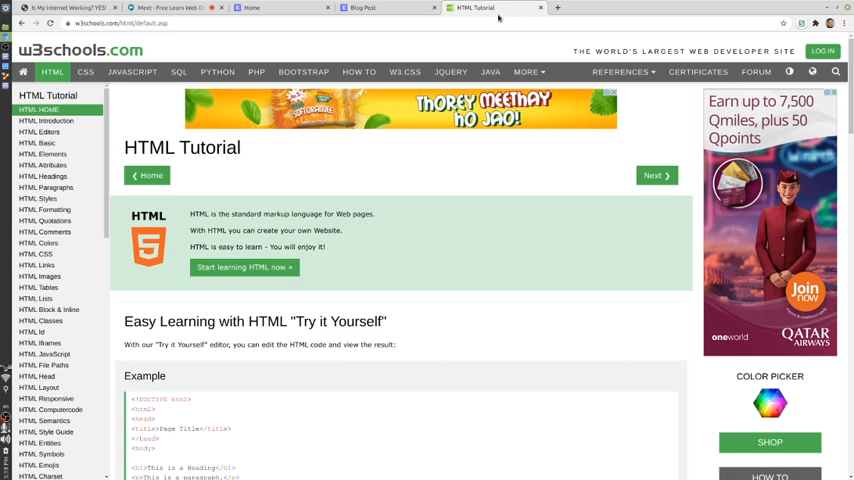 Is My Internet Working? YES!
Meet - Free Learn Web De
Home
Blog Post
HTML Tutorial
w3schools.com/html/default.asp
w3schools.com
THE WORLD'S LARGEST WEB DEVELOPER SITE
LOG IN
HTML CSS JAVASCRIPT SQL PYTHON PHP BOOTSTRAP HOW TO W3.CSS JQUERY JAVA MORE REFERENCES CERTIFICATES FORUM
HTML Tutorial
HTML HOME
HTML Introduction
HTML Editors
HTML Basic
HTML Elements
HTML Attributes
HTML Headings
HTML Paragraphs
HTML Styles
HTML Formatting
HTML Quotations
HTML Comments
HTML Colors
HTML CSS
HTML Links
HTML Images
HTML Tables
HTML Lists
HTML Block & Inline
HTML Classes
HTML Id
HTML Iframes
HTML JavaScript
HTML File Paths
HTML Head
HTML Layout
HTML Responsive
HTML Computercode
HTML Semantics
HTML Style Guide
HTML Entities
HTML Symbols
HTML Emojis
HTML Charset
THOREY MEETHAY
HO JAO!
HTML Tutorial
❮ Home
Next ❯
HTML
5
HTML is the standard markup language for Web pages.
With HTML you can create your own Website.
HTML is easy to learn - You will enjoy it!
Start learning HTML now »
Easy Learning with HTML "Try it Yourself"
With our "Try it Yourself" editor, you can edit the HTML code and view the result:
Example
<!DOCTYPE html>
<html>
<head>
<title>Page Title</title>
</head>
<body>
<h1>This is a Heading</h1>
<p>This is a paragraph.</p>
Earn up to 7,500
Qmiles, plus 50
Qpoints
Join
now
oneworld
QATAR
AIRWAYS
COLOR PICKER
SHOP
HOW TO
5:19 PM